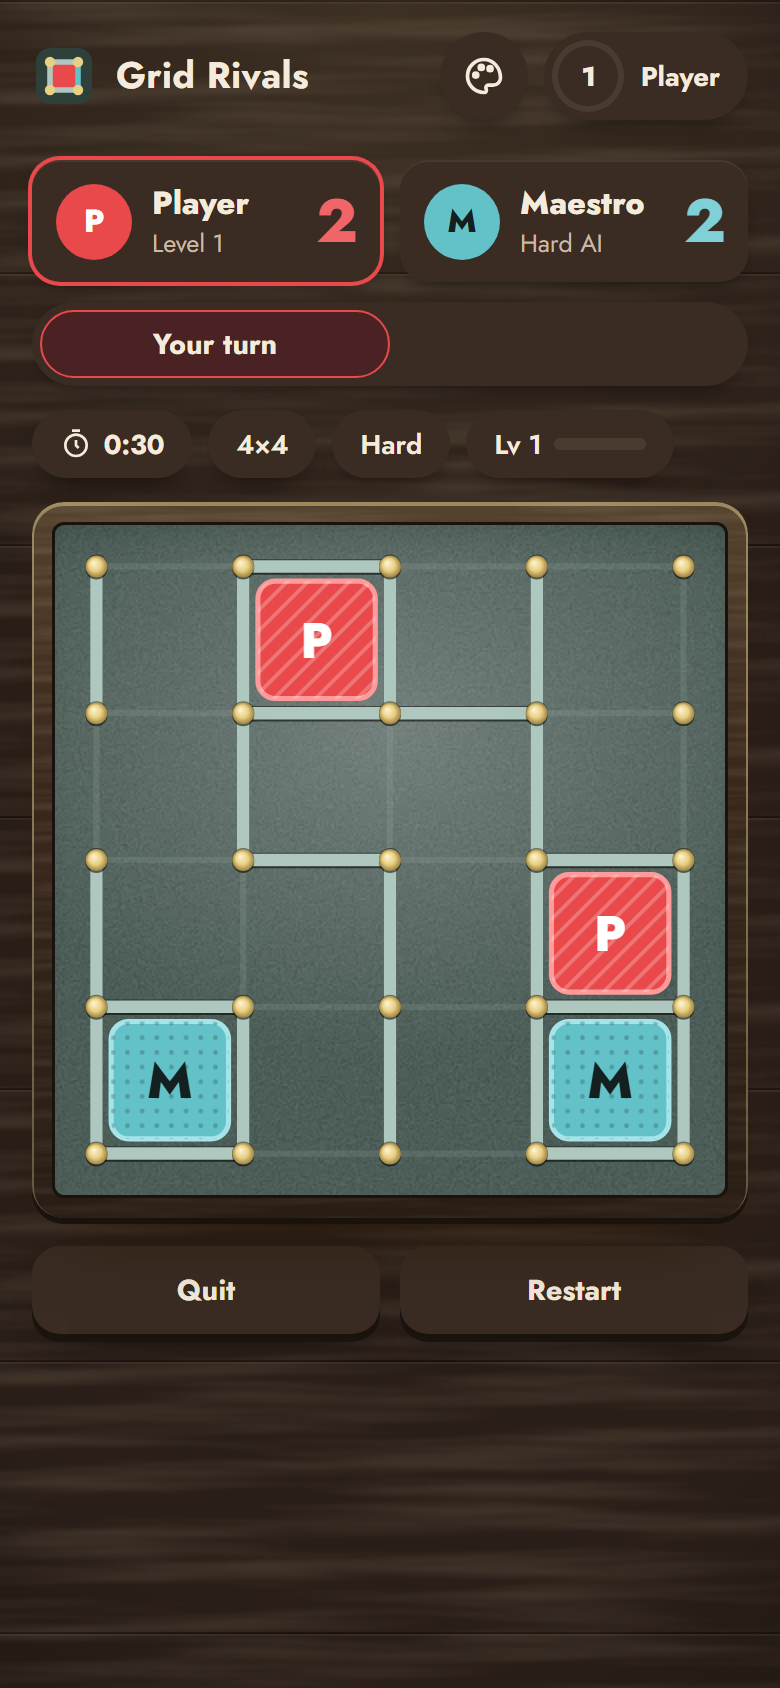 Grid Rivals
1 Player
P Player 2
Level 1
M Maestro 2
Hard AI
Your turn
0:30 4×4 Hard Lv 1
P
P
M M
Quit Restart